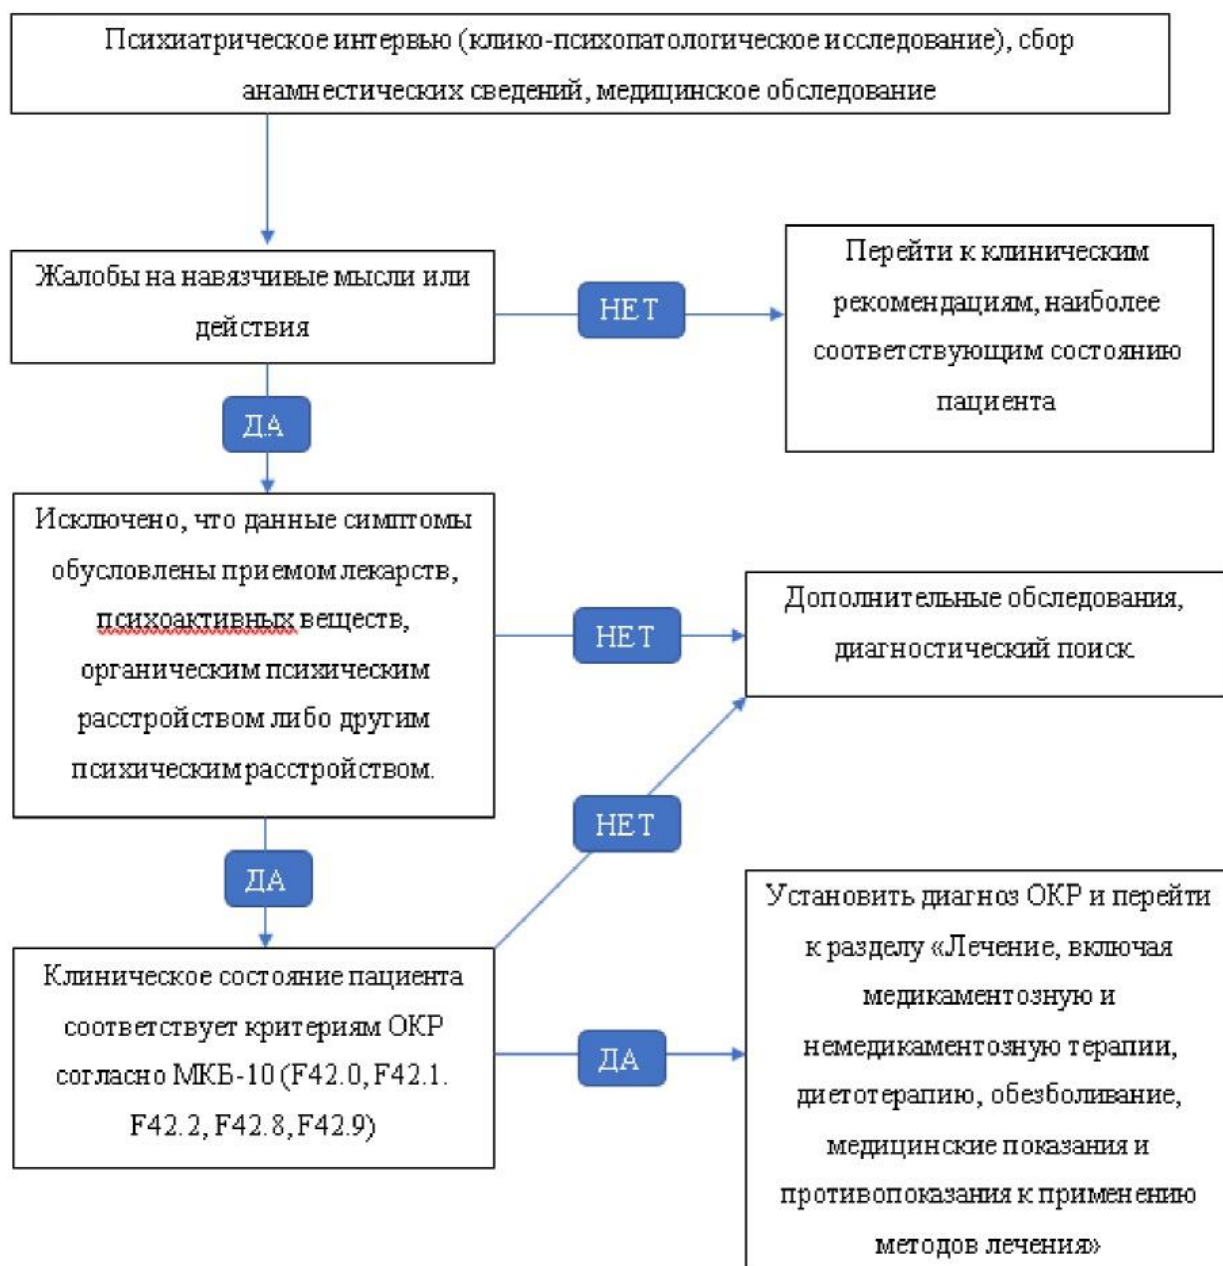 Психиатрическое интервью (клико-психопатологическое исследование), сбор
анамнестических сведений, медицинское обследование
Жалобы на навязчивые мысли или
действия
НЕТ
Перейти к клиническим
рекомендациям, наиболее
соответствующим состоянию
пациента
ДА
Исключено, что данные симптомы
обусловлены приемом лекарств,
психоактивных веществ,
органическим психическим
расстройством либо другим
психическим расстройством.
НЕТ
Дополнительные обследования,
диагностический поиск.
НЕТ
ДА
Клиническое состояние пациента
соответствует критериям ОКР
согласно МКБ-10 (F42.0, F42.1.
F42.2, F42.8, F42.9)
ДА
Установить диагноз ОКР и перейти
к разделу «Лечение, включая
медикаментозную и
немедикаментозную терапии,
диетотерапию, обезболивание,
медицинские показания и
противопоказания к применению
методов лечения»